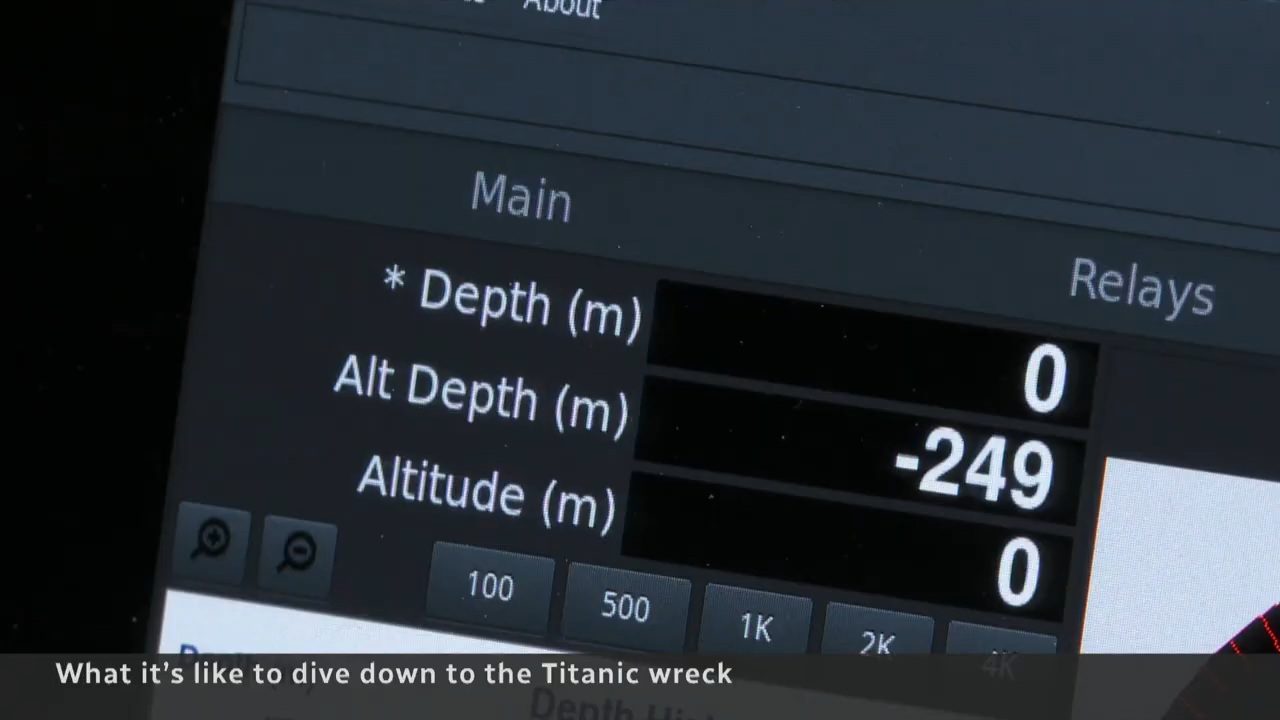 About
Main
Relays
* Depth (m) 0
Alt Depth (m) -249
Altitude (m) 0
100 500 1K 2K 4K
What it's like to dive down to the Titanic wreck